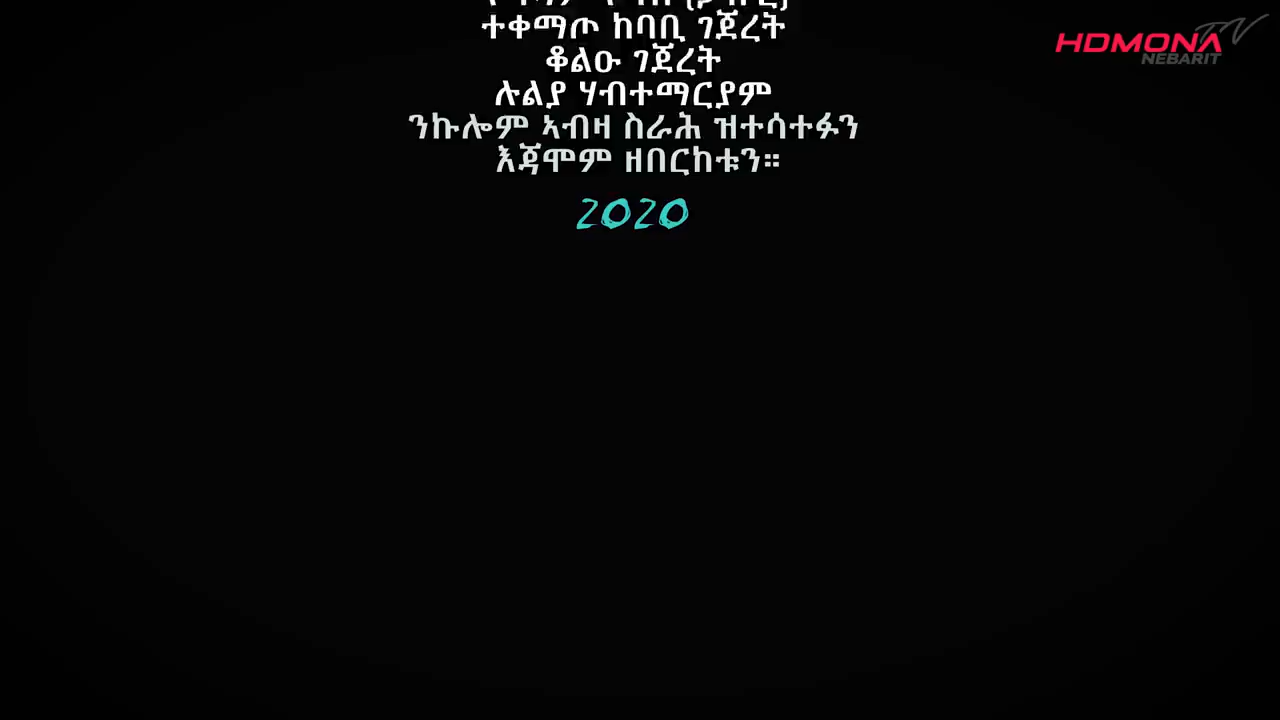 ተቀማጦ ከባቢ ገጀረት
ቆልዑ ገጀረት
ሉልያ ሃብተማርያም
ንኩሎም ኣብዛ ስራሕ ዝተሳተፉን
እጃሞም ዘበርከቱን።
2020
HDMONA TV
NEBARIT